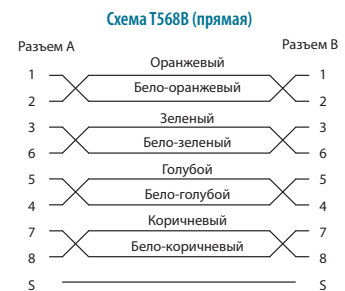 Схема T568B (прямая)
Разъем A Разъем B
Оранжевый
1 1
Бело-оранжевый
2 2
Зеленый
3 3
Бело-зеленый
6 6
Голубой
5 5
Бело-голубой
4 4
Коричневый
7 7
Бело-коричневый
8 8
S S